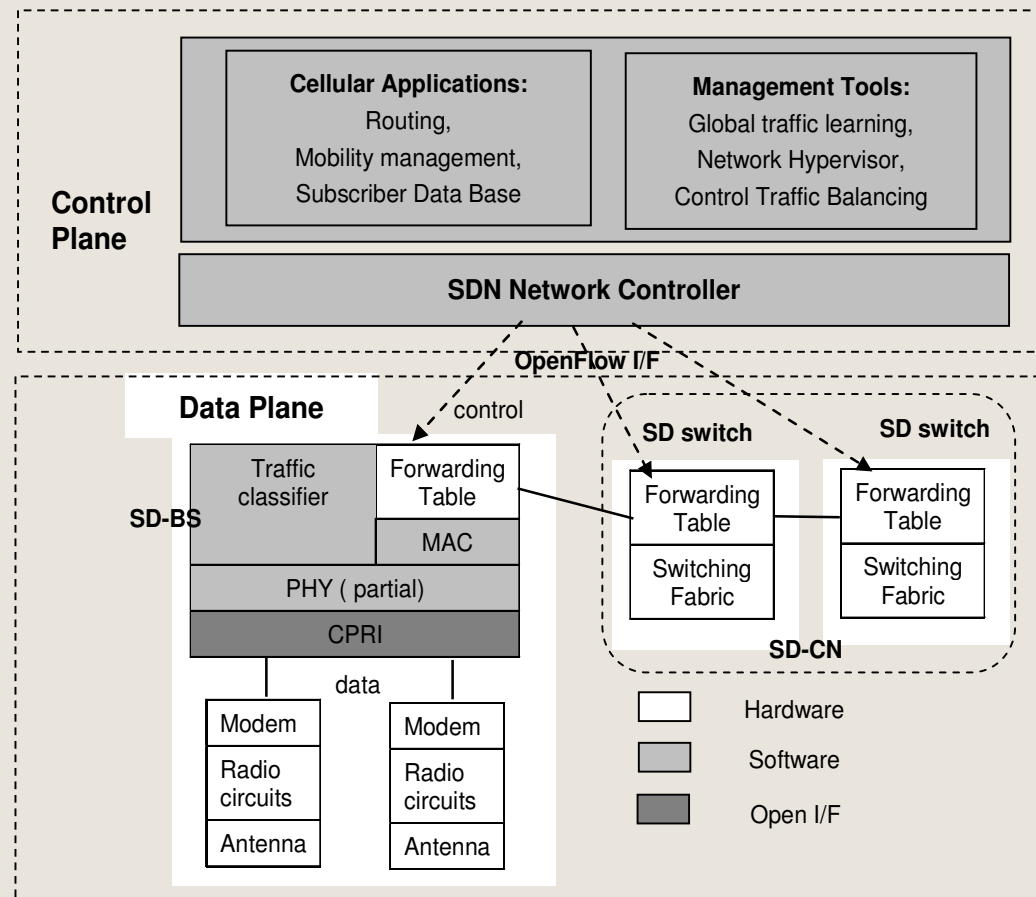 Control
Plane
Cellular Applications:
Routing,
Mobility management,
Subscriber Data Base
Management Tools:
Global traffic learning,
Network Hypervisor,
Control Traffic Balancing
SDN Network Controller
OpenFlow I/F
Data Plane
control
SD-BS
Traffic
classifier
Forwarding
Table
MAC
PHY ( partial)
CPRI
data
Modem
Radio
circuits
Antenna
Modem
Radio
circuits
Antenna
SD switch
SD switch
Forwarding
Table
Switching
Fabric
Forwarding
Table
Switching
Fabric
SD-CN
Hardware
Software
Open I/F